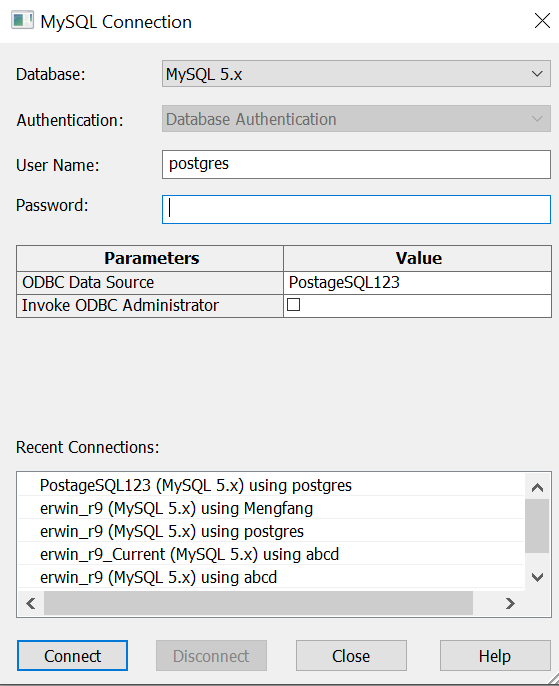 MySQL Connection
Database: MySQL 5.x
Authentication: Database Authentication
User Name: postgres
Password:
Parameters Value
ODBC Data Source PostageSQL123
Invoke ODBC Administrator
Recent Connections:
PostageSQL123 (MySQL 5.x) using postgres
erwin_r9 (MySQL 5.x) using Mengfang
erwin_r9 (MySQL 5.x) using postgres
erwin_r9_Current (MySQL 5.x) using abcd
erwin_r9 (MySQL 5.x) using abcd
Connect Disconnect Close Help